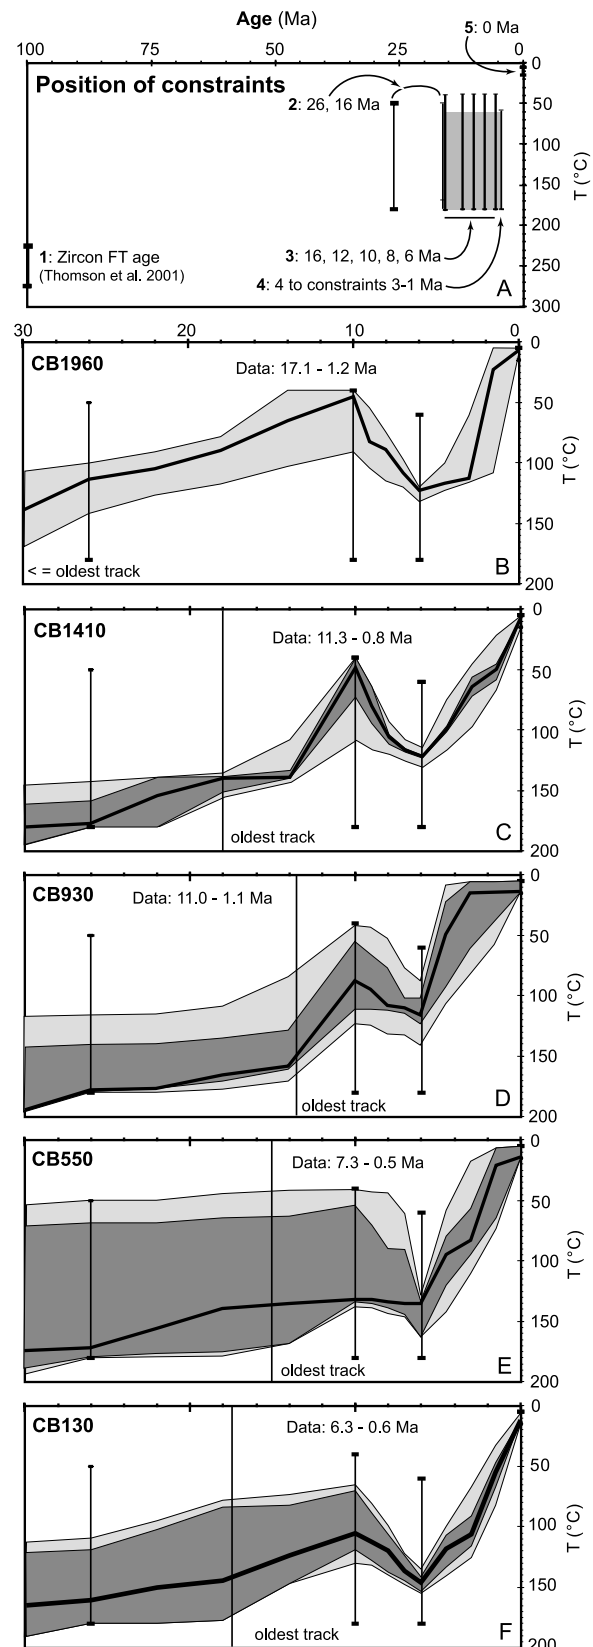 Age (Ma)
5: 0 Ma
100 75 50 25 0
Position of constraints
2: 26, 16 Ma
1: Zircon FT age
(Thomson et al. 2001)
3: 16, 12, 10, 8, 6 Ma
4: 4 to constraints 3-1 Ma
A
0
50
100
150
200
250
300
T (°C)
30 20 10 0
CB1960
Data: 17.1 - 1.2 Ma
< = oldest track
B
0
50
100
150
200
T (°C)
CB1410
Data: 11.3 - 0.8 Ma
oldest track
C
0
50
100
150
200
T (°C)
CB930
Data: 11.0 - 1.1 Ma
oldest track
D
0
50
100
150
200
T (°C)
CB550
Data: 7.3 - 0.5 Ma
oldest track
E
0
50
100
150
200
T (°C)
CB130
Data: 6.3 - 0.6 Ma
oldest track
F
0
50
100
150
200
T (°C)